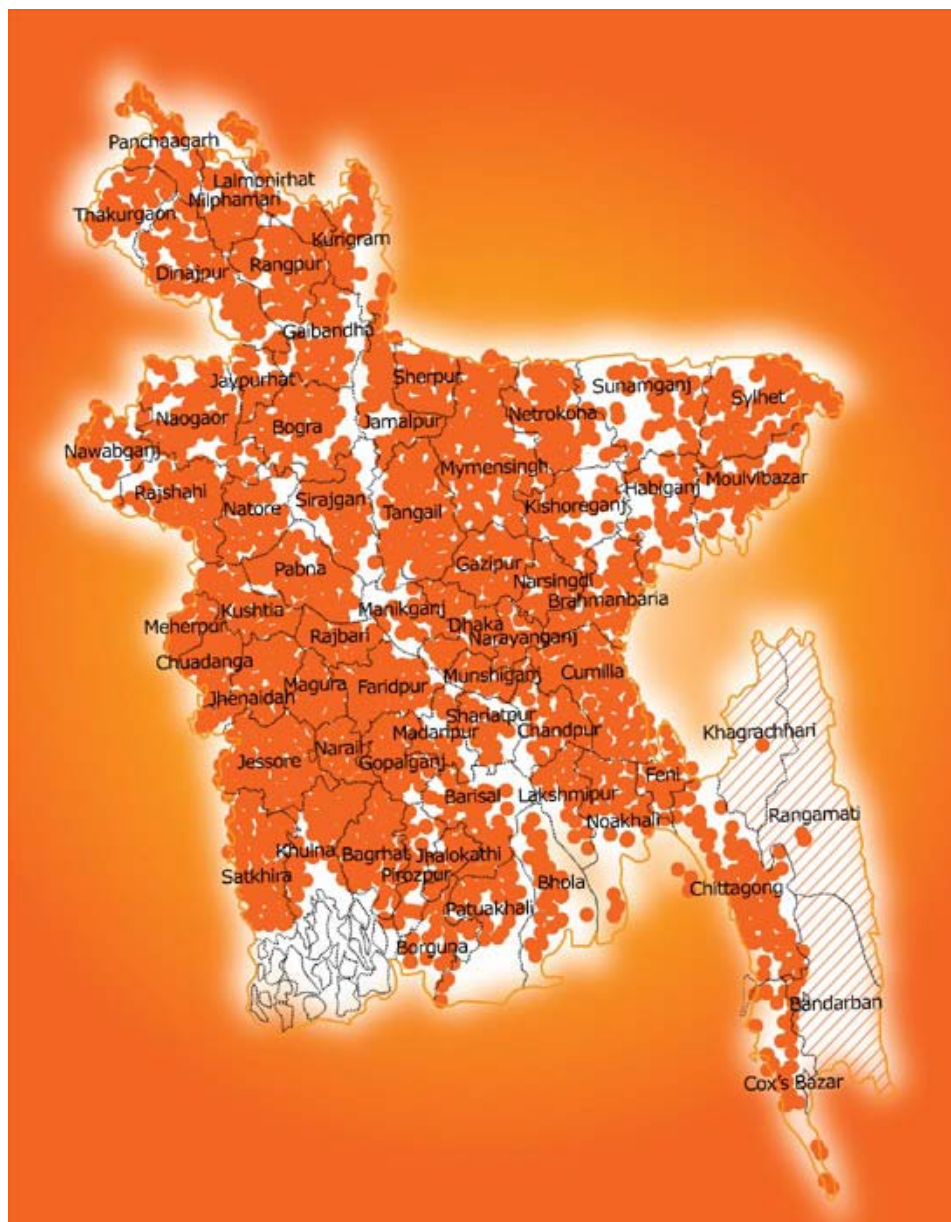 Panchaagarh
Lalmonirhat
Nilphamari
Thakurgaon
Kurigram
Dinajpur
Rangpur
Gaibandha
Jaypurhat
Sherpur
Sunamganj
Sylhet
Naogaor
Netrokoha
Bogra
Jamalpur
Nawabganj
Mymensingh
Rajshahi
Habiganj
Moulvibazar
Natore
Sirajgan
Tangail
Kishoreganj
Pabna
Gazipur
Narsingdi
Brahmanbaria
Kushtia
Manikganj
Meherpur
Rajbari
Dhaka
Narayanganj
Chuadanga
Munshiganj
Cumilla
Jhenaidah
Magura
Faridpur
Shariatpur
Khagrachhari
Madaripur
Chandpur
Narail
Jessore
Gopalganj
Feni
Barisal
Lakshmipur
Noakhali
Rangamati
Khulna
Bagrhat
Jhalokathi
Satkhira
Pirozpur
Bhola
Chittagong
Patuakhali
Borguna
Bandarban
Cox's Bazar